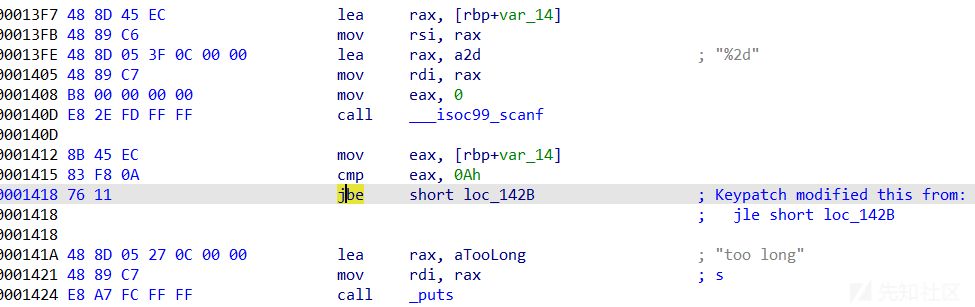 00013F7 48 8D 45 EC lea rax, [rbp+var_14]
00013FB 48 89 C6 mov rsi, rax
00013FE 48 8D 05 3F 0C 00 00 lea rax, a2d ; "%2d"
0001405 48 89 C7 mov rdi, rax
0001408 B8 00 00 00 00 mov eax, 0
000140D E8 2E FD FF FF call ___isoc99_scanf
000140D
0001412 8B 45 EC mov eax, [rbp+var_14]
0001415 83 F8 0A cmp eax, 0Ah
0001418 76 11 jbe short loc_142B ; Keypatch modified this from:
0001418 ; jle short loc_142B
0001418
000141A 48 8D 05 27 0C 00 00 lea rax, aTooLong ; "too long"
0001421 48 89 C7 mov rdi, rax ; s
0001424 E8 A7 FC FF FF call _puts
先知社区